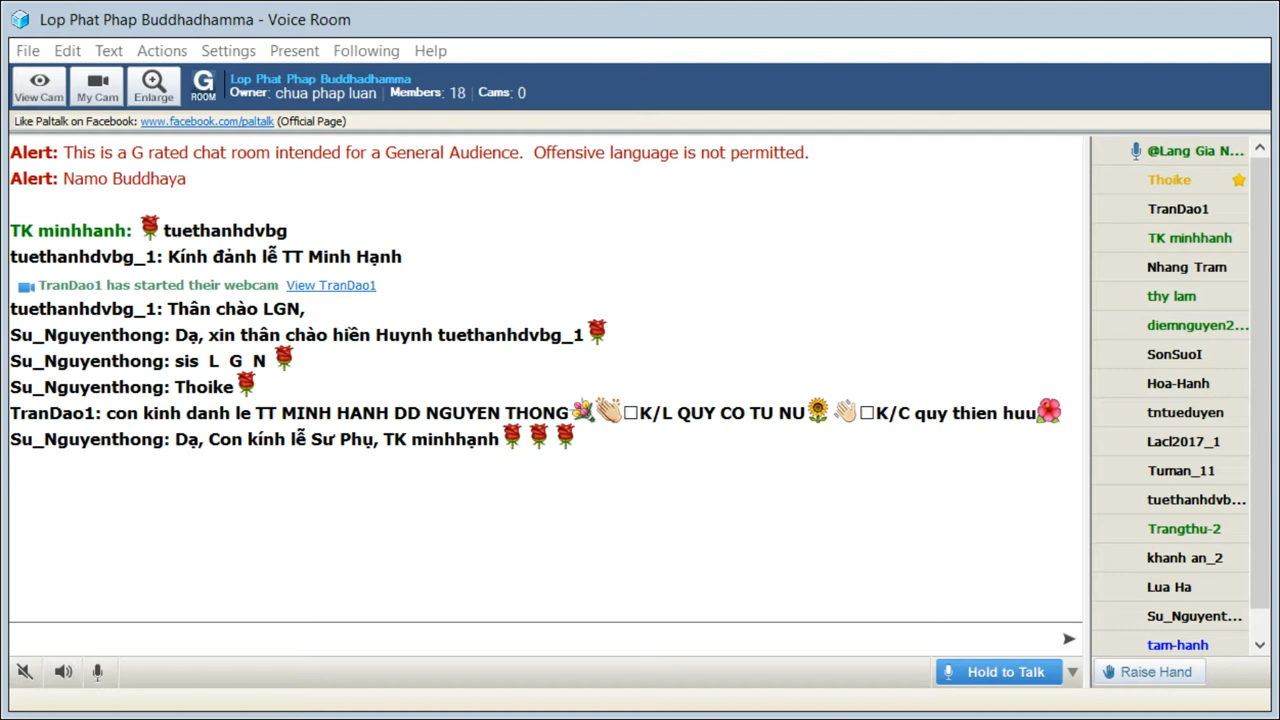 Lop Phat Phap Buddhadhamma - Voice Room
File Edit Text Actions Settings Present Following Help
View Cam My Cam Enlarge G ROOM
Lop Phat Phap Buddhadhamma
Owner: chua phap luan | Members: 18 | Cams: 0
Like Paltalk on Facebook: www.facebook.com/paltalk (Official Page)
Alert: This is a G rated chat room intended for a General Audience. Offensive language is not permitted.
Alert: Namo Buddhaya
TK minhhanh: tuethanhdvbg
tuethanhdvbg_1: Kính đảnh lễ TT Minh Hạnh
TranDao1 has started their webcam View TranDao1
tuethanhdvbg_1: Thân chào LGN,
Su_Nguyenthong: Dạ, xin thân chào hiền Huynh tuethanhdvbg_1
Su_Nguyenthong: sis L G N
Su_Nguyenthong: Thoike
TranDao1: con kinh danh le TT MINH HANH DD NGUYEN THONG K/L QUY CO TU NU K/C quy thien huu
Su_Nguyenthong: Dạ, Con kính lễ Sư Phụ, TK minhhạnh
@Lang Gia N...
Thoike
TranDao1
TK minhhanh
Nhang Tram
thy lam
diemnguyen2...
SonSuoI
Hoa-Hanh
tntueduyen
Lacl2017_1
Tuman_11
tuethanhdvb...
Trangthu-2
khanh an_2
Lua Ha
Su_Nguyent...
tam-hanh
Hold to Talk
Raise Hand